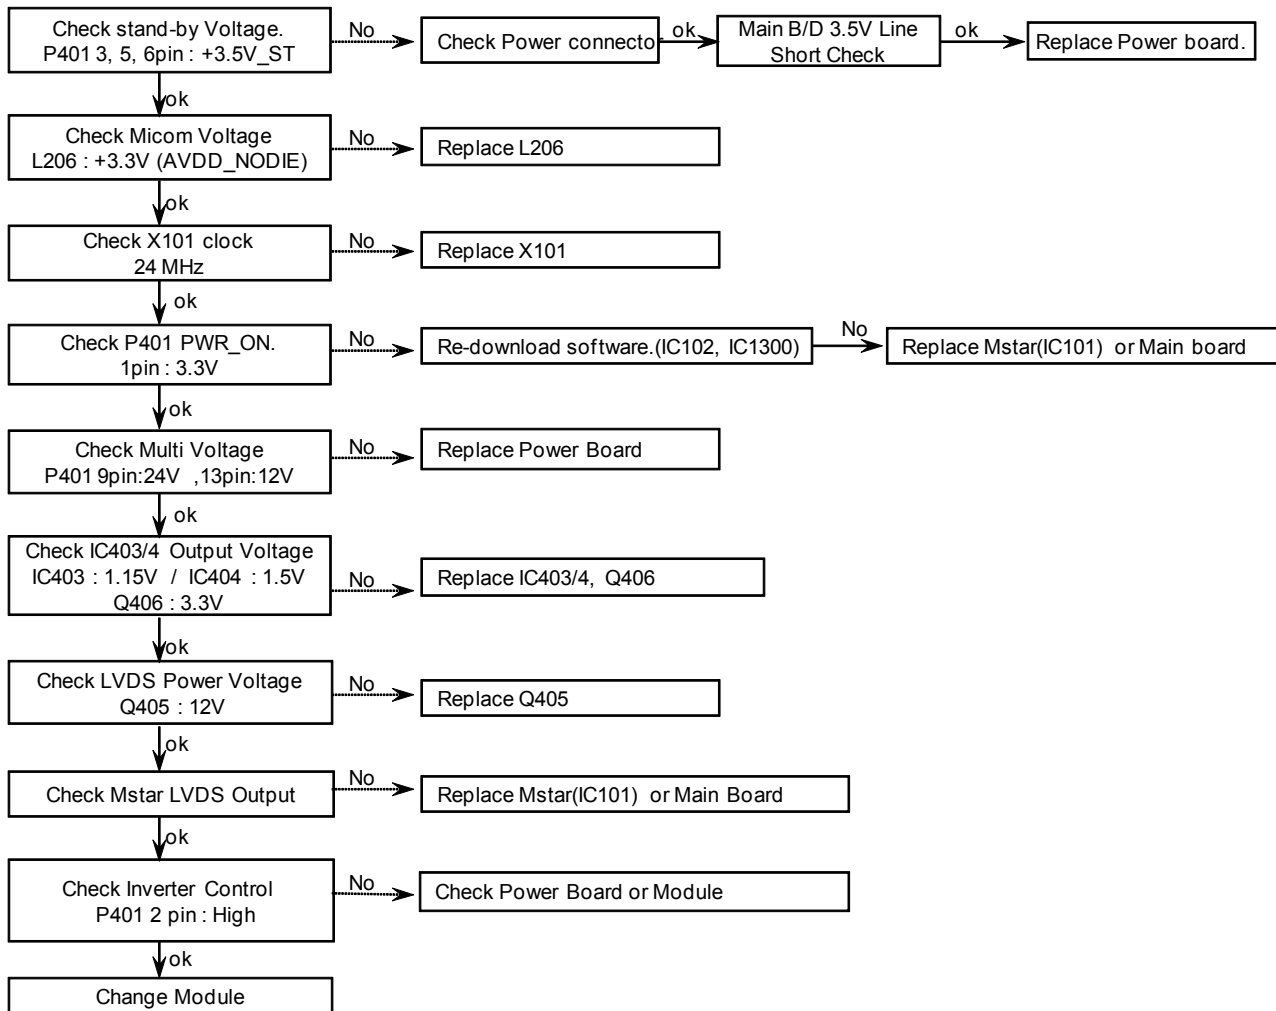 Check stand-by Voltage.
P401 3, 5, 6pin : +3.5V_ST
No
Check Power connecto
ok
Main B/D 3.5V Line
Short Check
ok
Replace Power board.
ok
Check Micom Voltage
L206 : +3.3V (AVDD_NODIE)
No
Replace L206
ok
Check X101 clock
24 MHz
No
Replace X101
ok
Check P401 PWR_ON.
1pin : 3.3V
No
Re-download software.(IC102, IC1300)
No
Replace Mstar(IC101) or Main board
ok
Check Multi Voltage
P401 9pin:24V ,13pin:12V
No
Replace Power Board
ok
Check IC403/4 Output Voltage
IC403 : 1.15V / IC404 : 1.5V
Q406 : 3.3V
No
Replace IC403/4, Q406
ok
Check LVDS Power Voltage
Q405 : 12V
No
Replace Q405
ok
Check Mstar LVDS Output
No
Replace Mstar(IC101) or Main Board
ok
Check Inverter Control
P401 2 pin : High
No
Check Power Board or Module
ok
Change Module